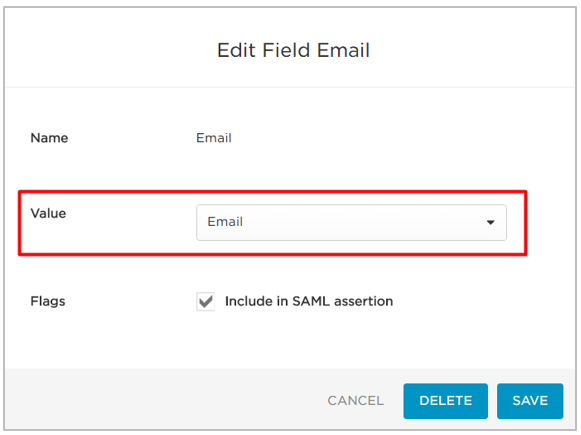 Edit Field Email
Name Email
Value Email
Flags Include in SAML assertion
CANCEL DELETE SAVE